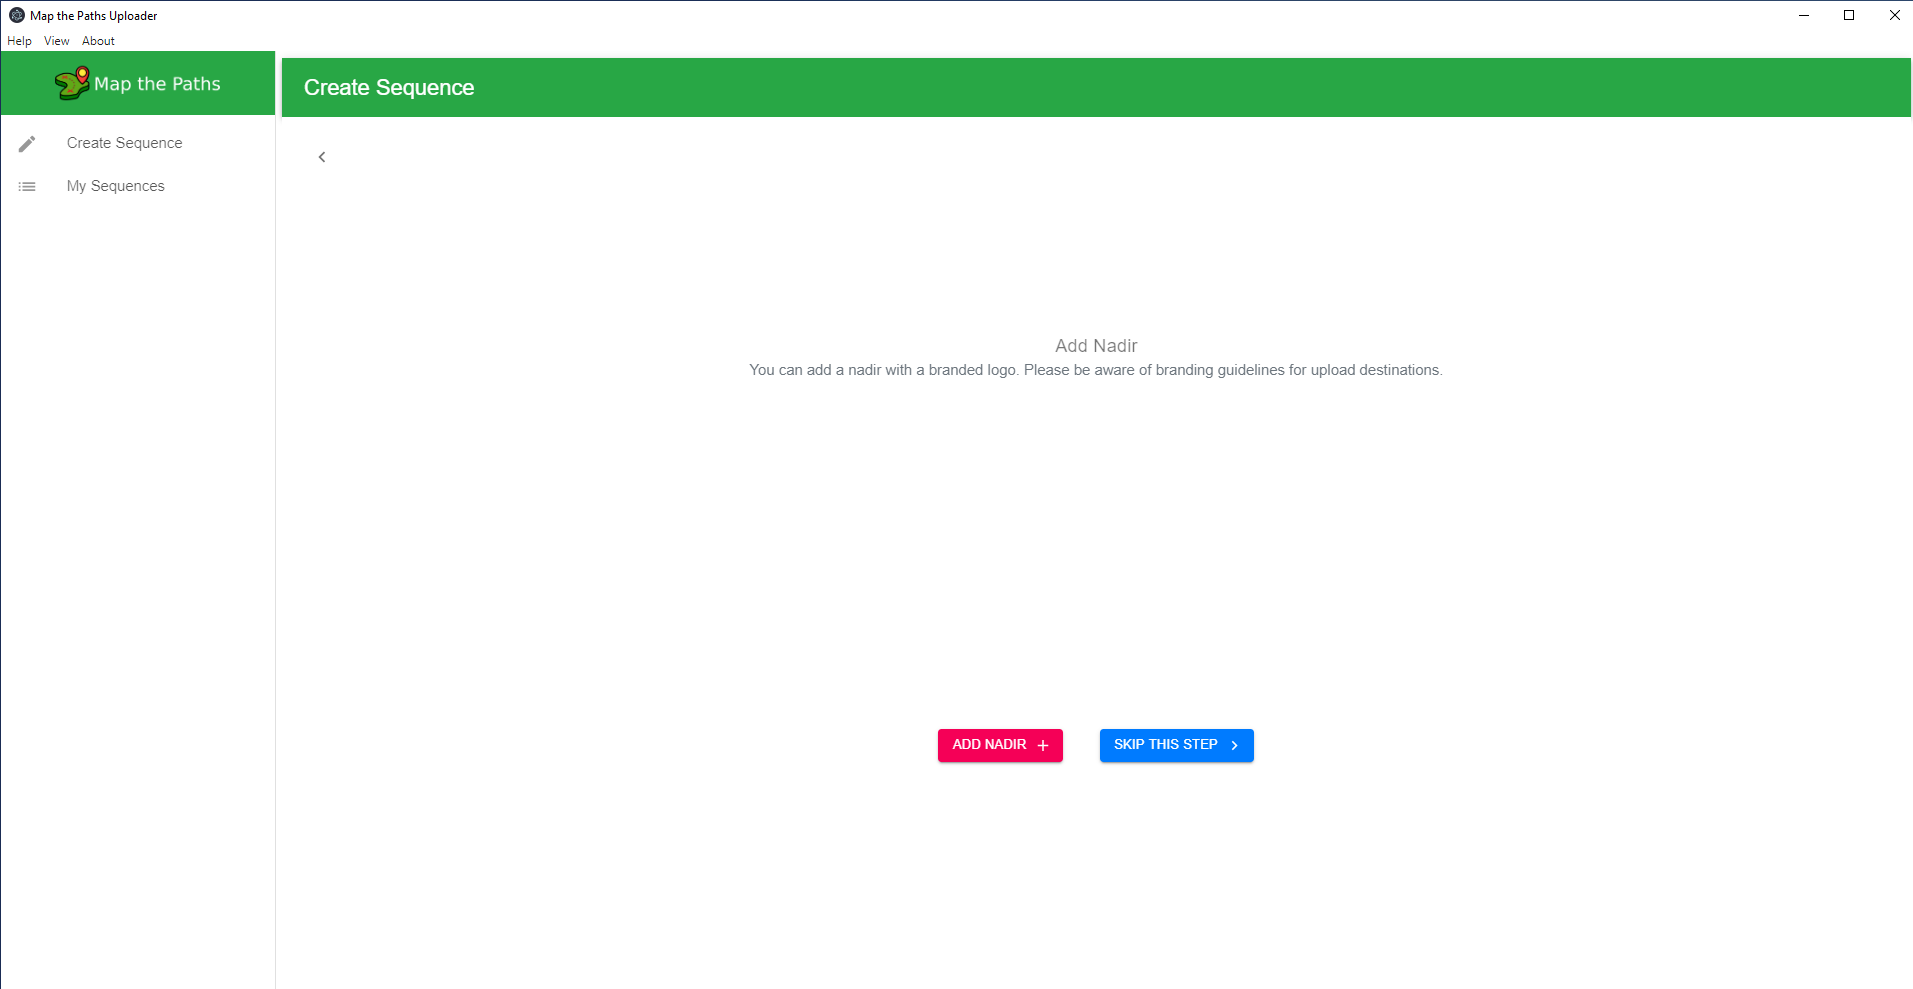 Map the Paths Uploader
Help View About
Map the Paths
Create Sequence
Create Sequence
My Sequences
Add Nadir
You can add a nadir with a branded logo. Please be aware of branding guidelines for upload destinations.
ADD NADIR
SKIP THIS STEP